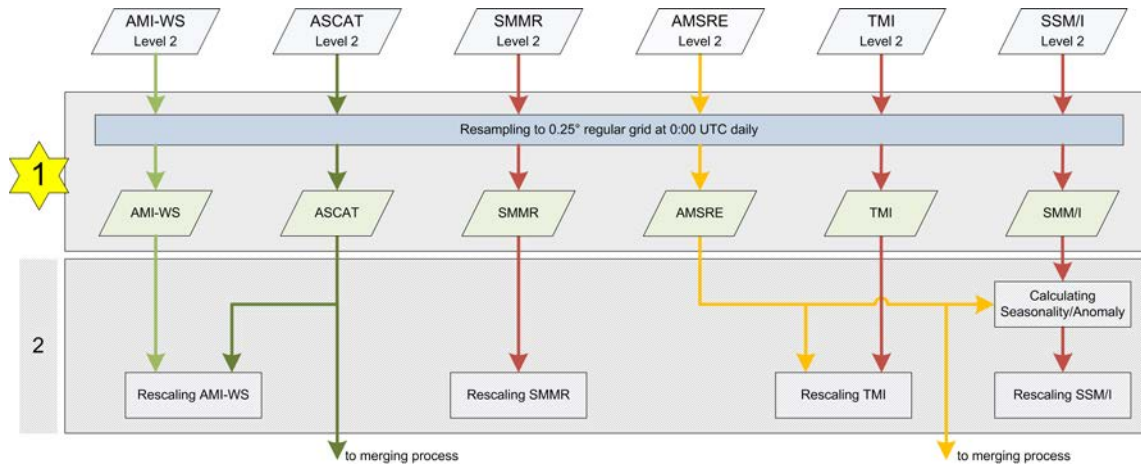 AMI-WS
Level 2
ASCAT
Level 2
SMMR
Level 2
AMSRE
Level 2
TMI
Level 2
SSM/I
Level 2
1
Resampling to 0.25° regular grid at 0:00 UTC daily
AMI-WS
ASCAT
SMMR
AMSRE
TMI
SMM/I
2
Calculating
Seasonality/Anomaly
Rescaling AMI-WS
Rescaling SMMR
Rescaling TMI
Rescaling SSM/I
to merging process
to merging process